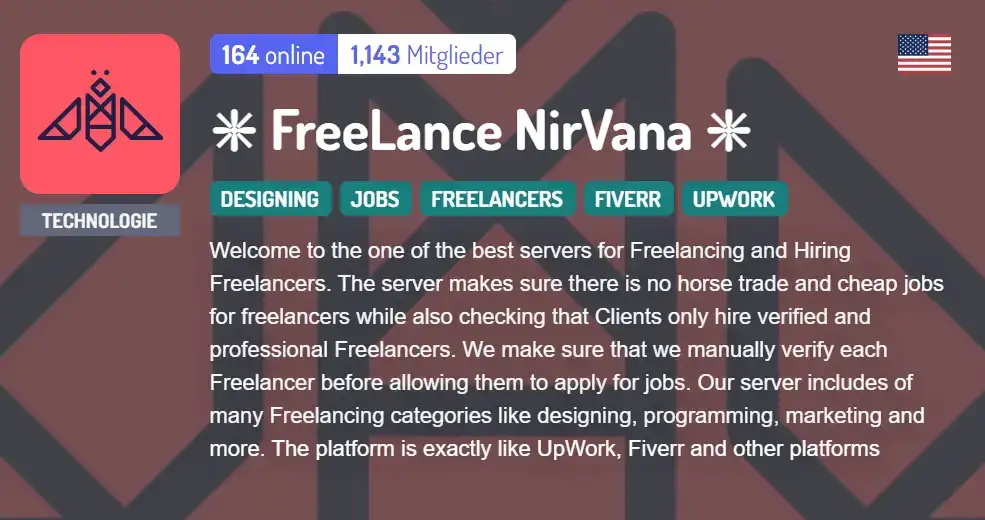 164 online 1,143 Mitglieder
✳ FreeLance NirVana ✳
DESIGNING JOBS FREELANCERS FIVERR UPWORK
TECHNOLOGIE
Welcome to the one of the best servers for Freelancing and Hiring
Freelancers. The server makes sure there is no horse trade and cheap jobs
for freelancers while also checking that Clients only hire verified and
professional Freelancers. We make sure that we manually verify each
Freelancer before allowing them to apply for jobs. Our server includes of
many Freelancing categories like designing, programming, marketing and
more. The platform is exactly like UpWork, Fiverr and other platforms